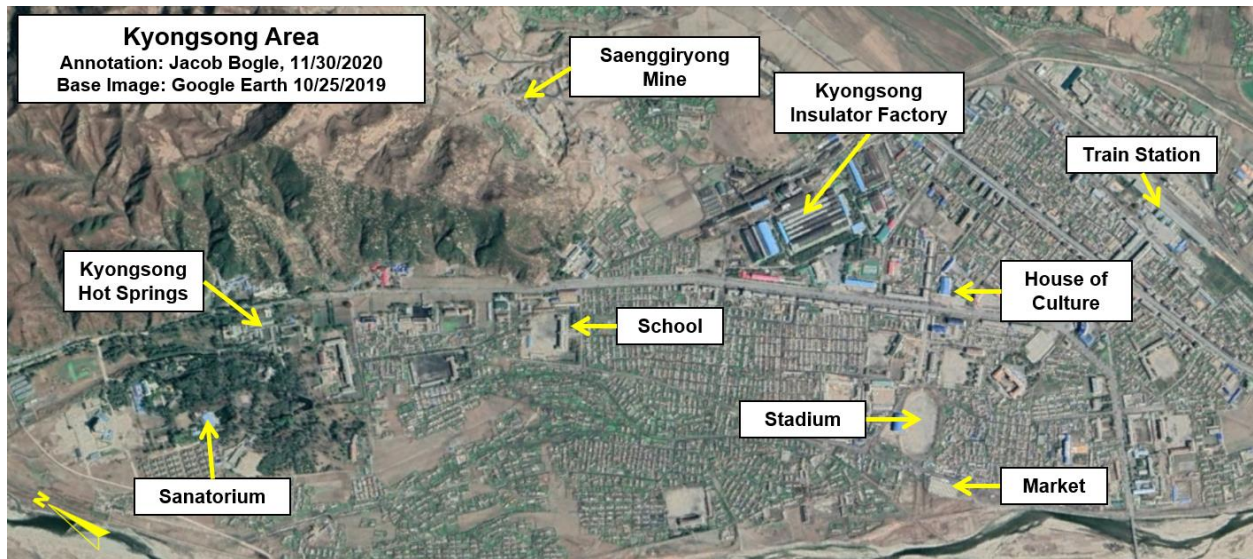 Kyongsong Area
Annotation: Jacob Bogle, 11/30/2020
Base Image: Google Earth 10/25/2019
Saenggiryong
Mine
Kyongsong
Insulator Factory
Train Station
Kyongsong
Hot Springs
House of
Culture
School
Stadium
Sanatorium
Market
N